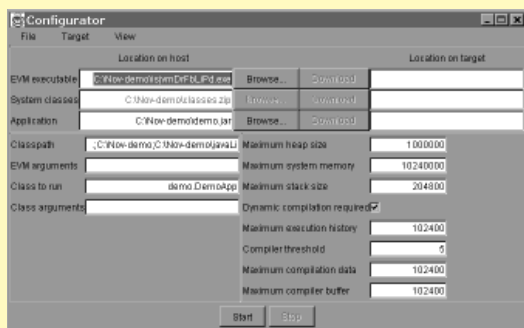 Configurator
File Target View
Location on host Location on target
EVM executable Browse... Download
System classes C:\Nov-demo\classes.zip Browse... Download
Application C:\Nov-demo\demo.jar Browse... Download
Classpath Maximum heap size 1000000
EVM arguments Maximum system memory 10240000
Class to run demo.DemoApp Maximum stack size 204800
Class arguments Dynamic compilation required
Maximum execution history 102400
Compiler threshold 5
Maximum compilation data 102400
Maximum compiler buffer 102400
Start Stop